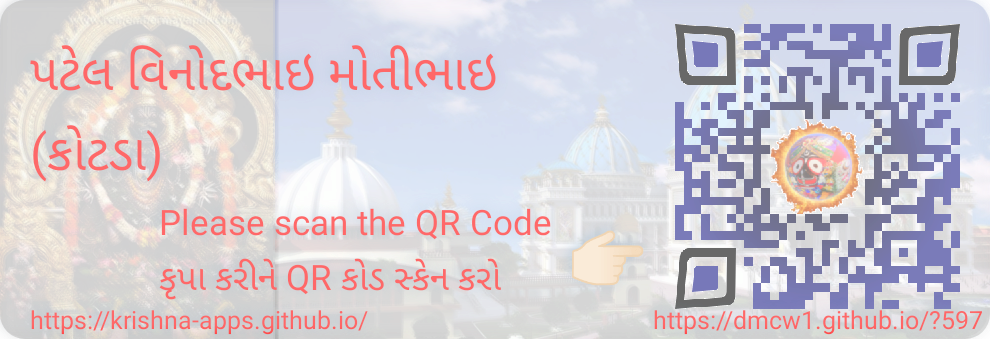 પટેલ વિનોદભાઇ મોતીભાઇ
(કોટડા)
Please scan the QR Code
કૃપા કરીને QR કોડ સ્કેન કરો
https://krishna-apps.github.io/
https://dmcw1.github.io/?597